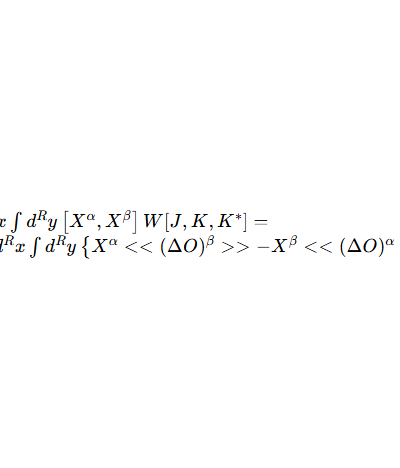 x ∫ d^R y [X^α, X^β] W[J, K, K^*] =
d^R x ∫ d^R y {X^α << (ΔO)^β >> −X^β << (ΔO)^α